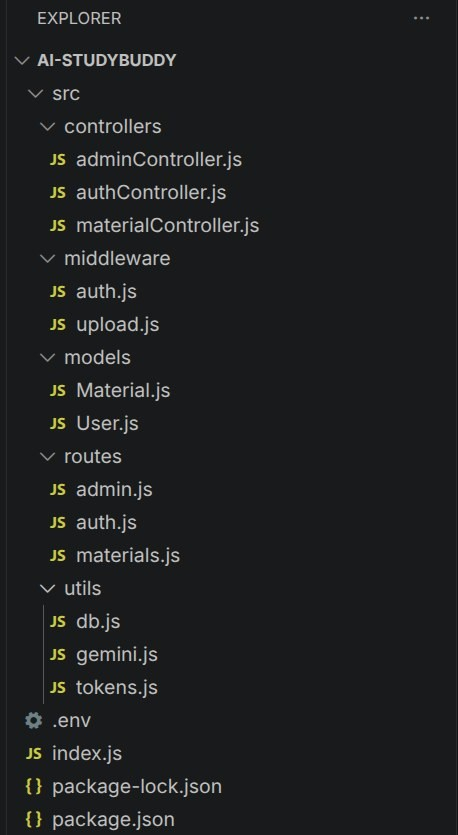 EXPLORER ...
AI-STUDYBUDDY
src
controllers
JS adminController.js
JS authController.js
JS materialController.js
middleware
JS auth.js
JS upload.js
models
JS Material.js
JS User.js
routes
JS admin.js
JS auth.js
JS materials.js
utils
JS db.js
JS gemini.js
JS tokens.js
.env
JS index.js
{} package-lock.json
{} package.json